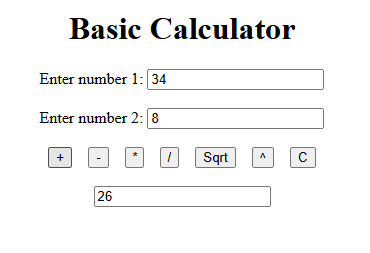 Basic Calculator
Enter number 1: 34
Enter number 2: 8
+ - * / Sqrt ^ C
26